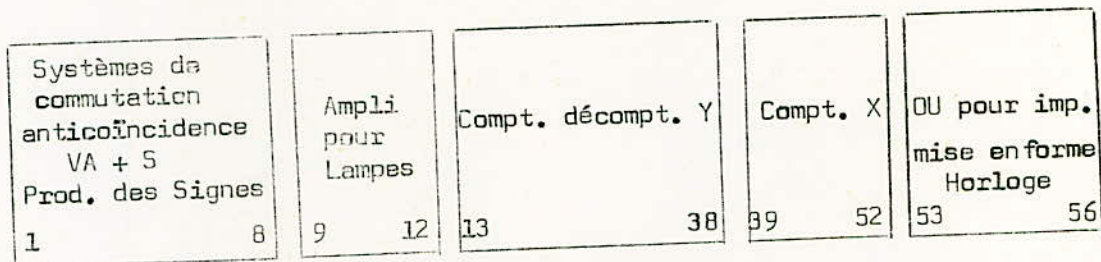 Systèmes de
commutation
anticoïncidence
VA + S
Prod. des Signes
1 8
Ampli
pour
Lampes
9 12
Compt. décompt. Y
13 38
Compt. X
39 52
OU pour imp.
mise en forme
Horloge
53 56